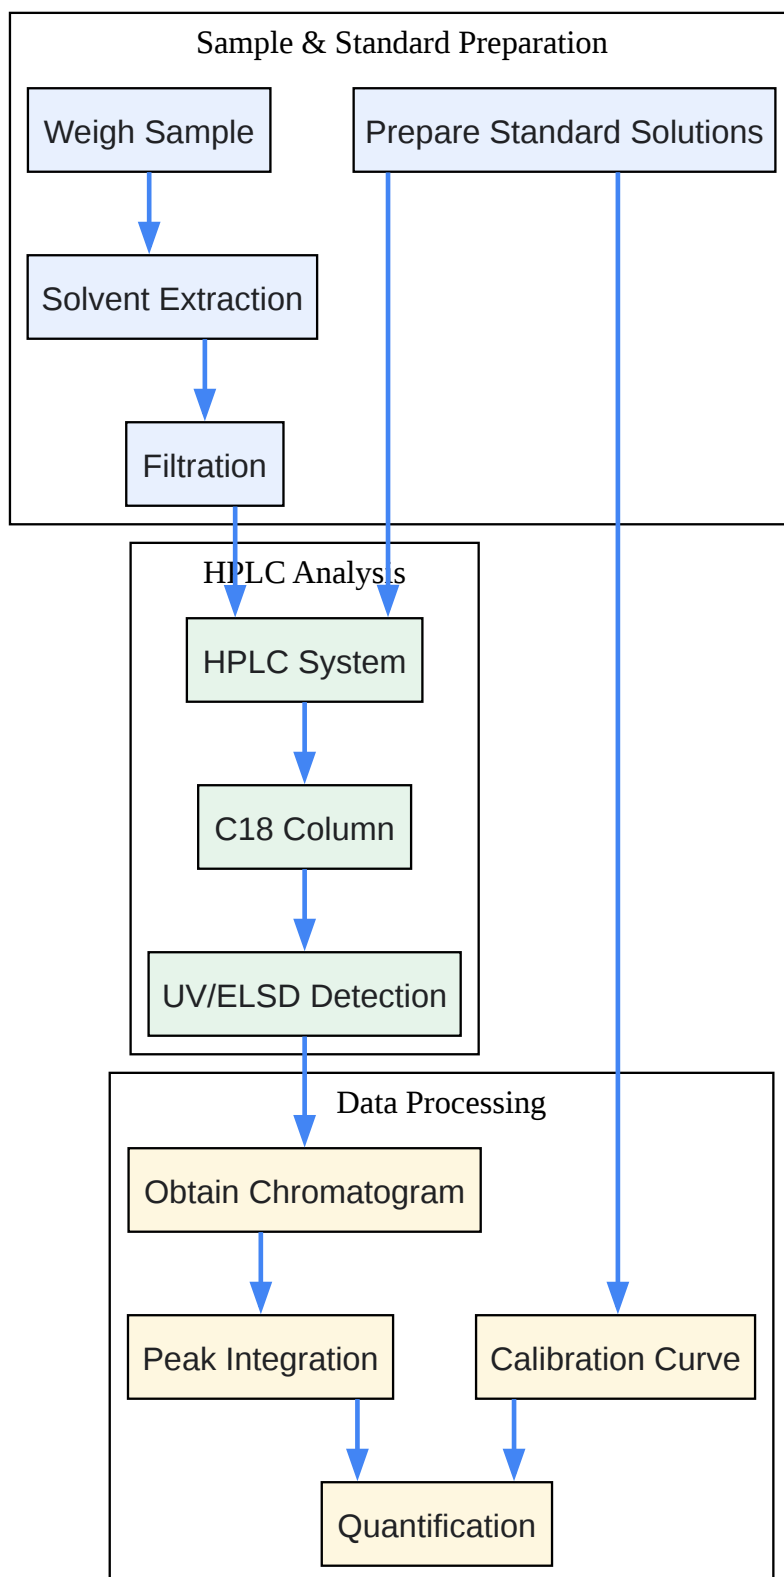 Sample & Standard Preparation
Weigh Sample
Prepare Standard Solutions
Solvent Extraction
Filtration
HPLC Analysis
HPLC System
C18 Column
UV/ELSD Detection
Data Processing
Obtain Chromatogram
Peak Integration
Calibration Curve
Quantification